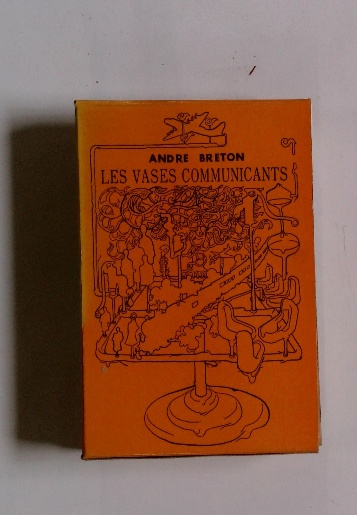 ANDRE BRETON
LES VASES COMMUNICANTS